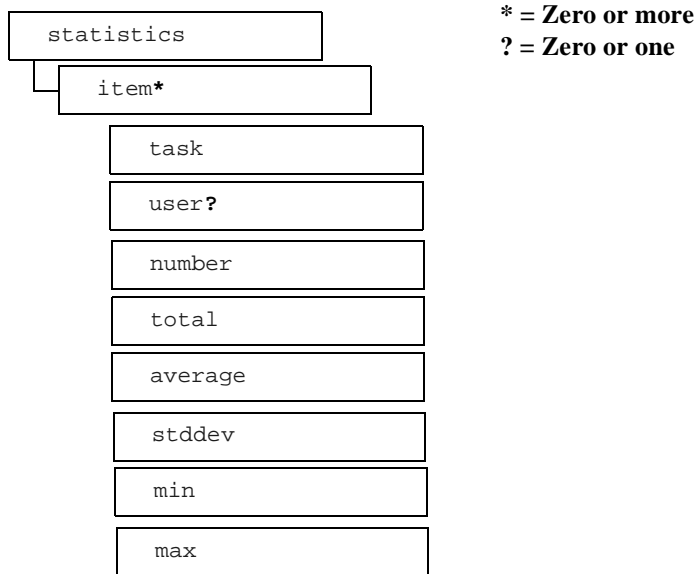 * = Zero or more
? = Zero or one
statistics
item*
task
user?
number
total
average
stddev
min
max